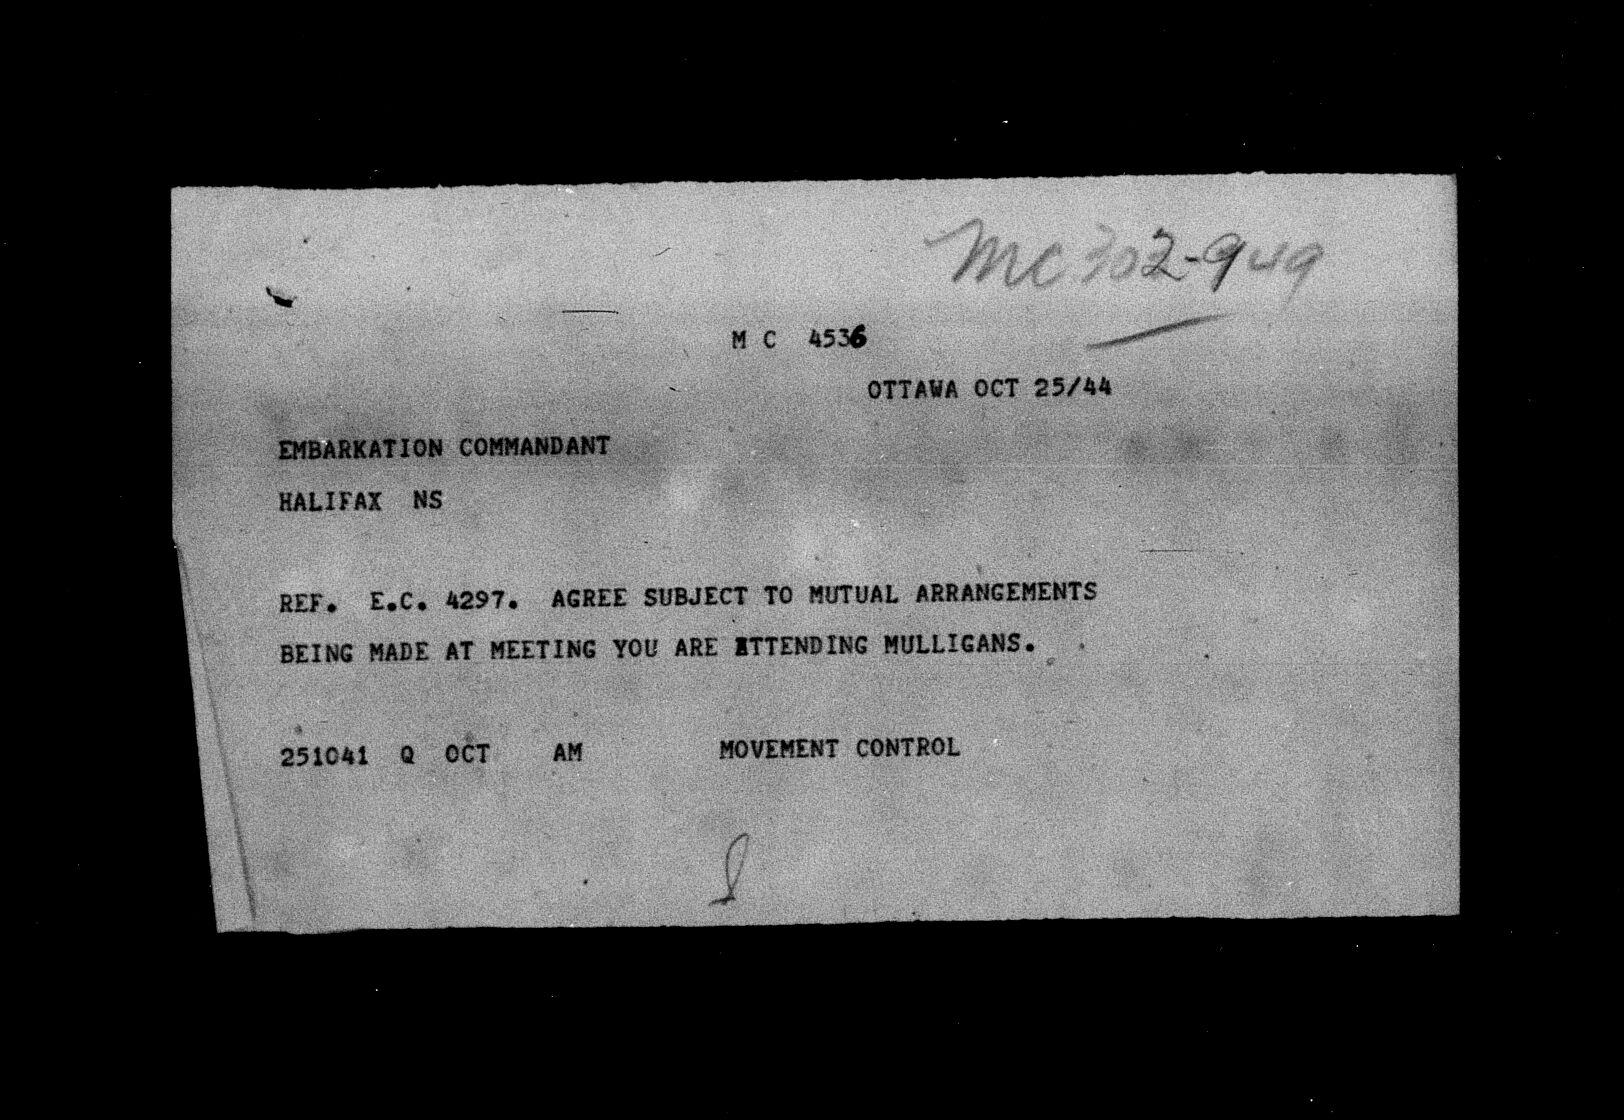 MC 302-949
M C 4536
OTTAWA OCT 25/44
EMBARKATION COMMANDANT
HALIFAX NS
REF. E.C. 4297. AGREE SUBJECT TO MUTUAL ARRANGEMENTS
BEING MADE AT MEETING YOU ARE ATTENDING MULLIGANS.
251041 Q OCT AM MOVEMENT CONTROL